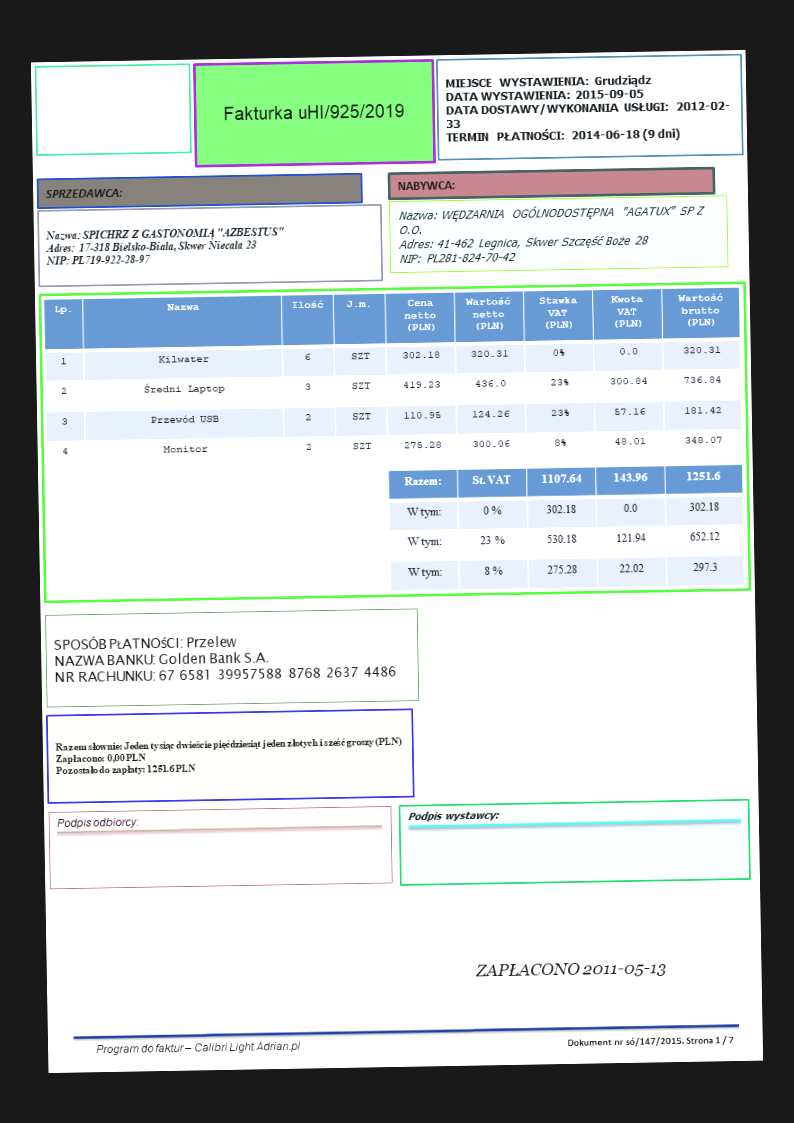 Fakturka uHI/925/2019
MIEJSCE WYSTAWIENIA: Grudziądz
DATA WYSTAWIENIA: 2015-09-05
DATA DOSTAWY/WYKONANIA USŁUGI: 2012-02-
33
TERMIN PŁATNOŚCI: 2014-06-18 (9 dni)
SPRZEDAWCA:
Nazwa: SPICHRZ Z GASTONOMIĄ "AZBESTUS"
Adres: 17-318 Bielsko-Biała, Skwer Niecała 23
NIP: PL719-922-28-97
NABYWCA:
Nazwa: WĘDZARNIA OGÓLNODOSTĘPNA "AGATUX" SP Z
O.O.
Adres: 41-462 Legnica, Skwer Szczęść Boże 28
NIP: PL281-824-70-42
Lp. Nazwa Ilość J.m. Cena netto (PLN) Wartość netto (PLN) Stawka VAT (PLN) Kwota VAT (PLN) Wartość brutto (PLN)
1 Kilwater 6 SZT 302.18 320.31 0% 0.0 320.31
2 Średni Laptop 3 SZT 419.23 436.0 23% 300.84 736.84
3 Przewód USB 2 SZT 110.95 124.26 23% 57.16 181.42
4 Monitor 2 SZT 275.28 300.06 8% 48.01 348.07
Razem: St. VAT 1107.64 143.96 1251.6
W tym: 0 % 302.18 0.0 302.18
W tym: 23 % 530.18 121.94 652.12
W tym: 8 % 275.28 22.02 297.3
SPOSÓB PŁATNOŚCI: Przelew
NAZWA BANKU: Golden Bank S.A.
NR RACHUNKU: 67 6581 39957588 8768 2637 4486
Razem słownie: Jeden tysiąc dwieście pięćdziesiąt jeden złotych i sześć groszy (PLN)
Zapłacono: 0,00 PLN
Pozostało do zapłaty: 1251.6 PLN
Podpis odbiorcy:
Podpis wystawcy:
ZAPŁACONO 2011-05-13
Program do faktur – Calibri Light.Adrian.pl
Dokument nr só/147/2015. Strona 1 / 7